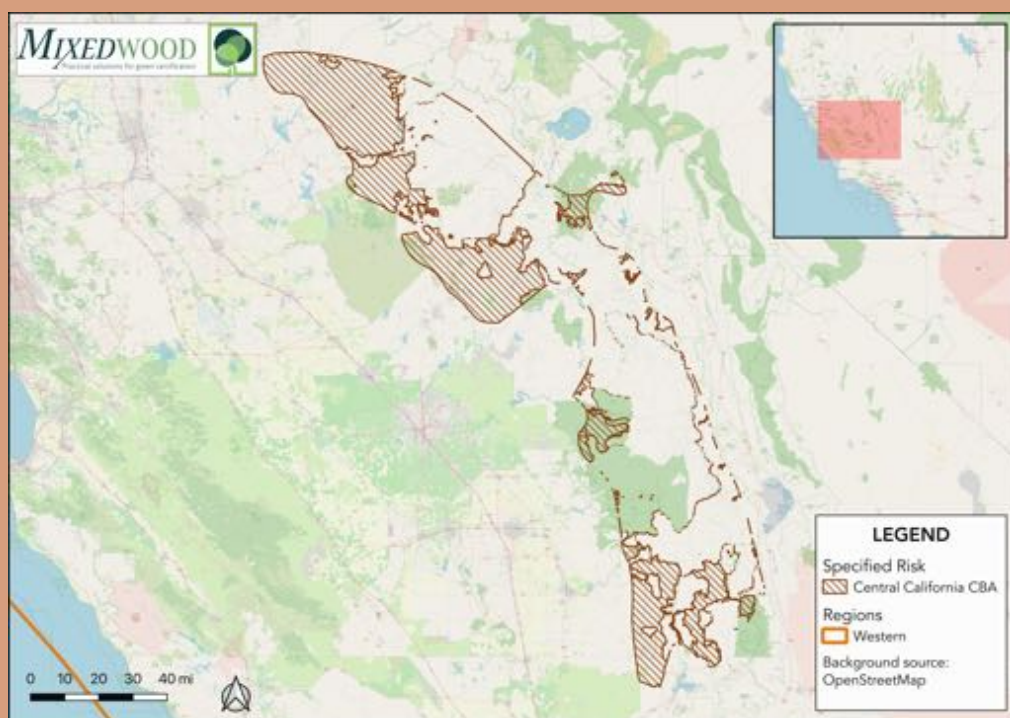 MIXEDWOOD
Practical solutions for green certification
LEGEND
Specified Risk
Central California CBA
Regions
Western
Background source:
OpenStreetMap
0 10 20 30 40 mi